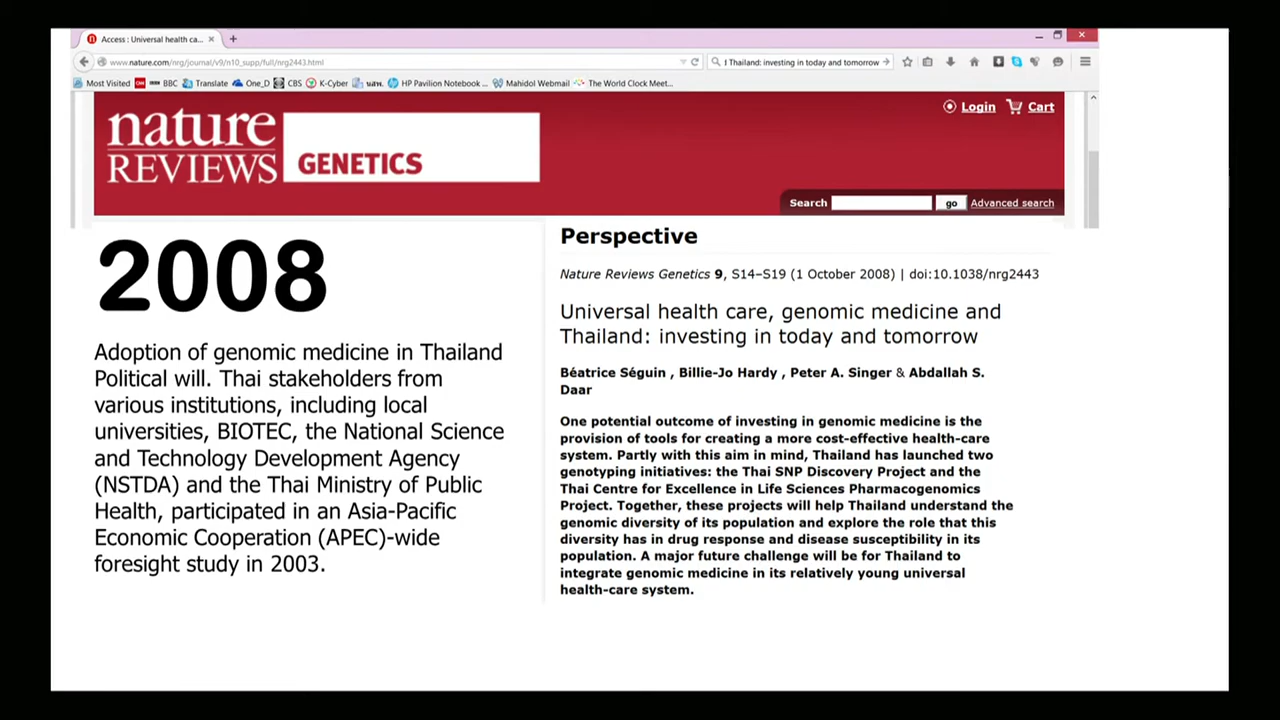 Access : Universal health ca...
www.nature.com/nrg/journal/v9/n10_supp/full/nrg2443.html
Thailand: investing in today and tomorrow
Most Visited
CNN
BBC
Translate
One_D
CBS
K-Cyber
HP Pavilion Notebook ...
Mahidol Webmail
The World Clock Meet...
Login
Cart
nature
REVIEWS
GENETICS
Search
go
Advanced search
2008
Adoption of genomic medicine in Thailand
Political will. Thai stakeholders from
various institutions, including local
universities, BIOTEC, the National Science
and Technology Development Agency
(NSTDA) and the Thai Ministry of Public
Health, participated in an Asia-Pacific
Economic Cooperation (APEC)-wide
foresight study in 2003.
Perspective
Nature Reviews Genetics 9, S14–S19 (1 October 2008) | doi:10.1038/nrg2443
Universal health care, genomic medicine and
Thailand: investing in today and tomorrow
Béatrice Séguin , Billie-Jo Hardy , Peter A. Singer & Abdallah S.
Daar
One potential outcome of investing in genomic medicine is the
provision of tools for creating a more cost-effective health-care
system. Partly with this aim in mind, Thailand has launched two
genotyping initiatives: the Thai SNP Discovery Project and the
Thai Centre for Excellence in Life Sciences Pharmacogenomics
Project. Together, these projects will help Thailand understand the
genomic diversity of its population and explore the role that this
diversity has in drug response and disease susceptibility in its
population. A major future challenge will be for Thailand to
integrate genomic medicine in its relatively young universal
health-care system.